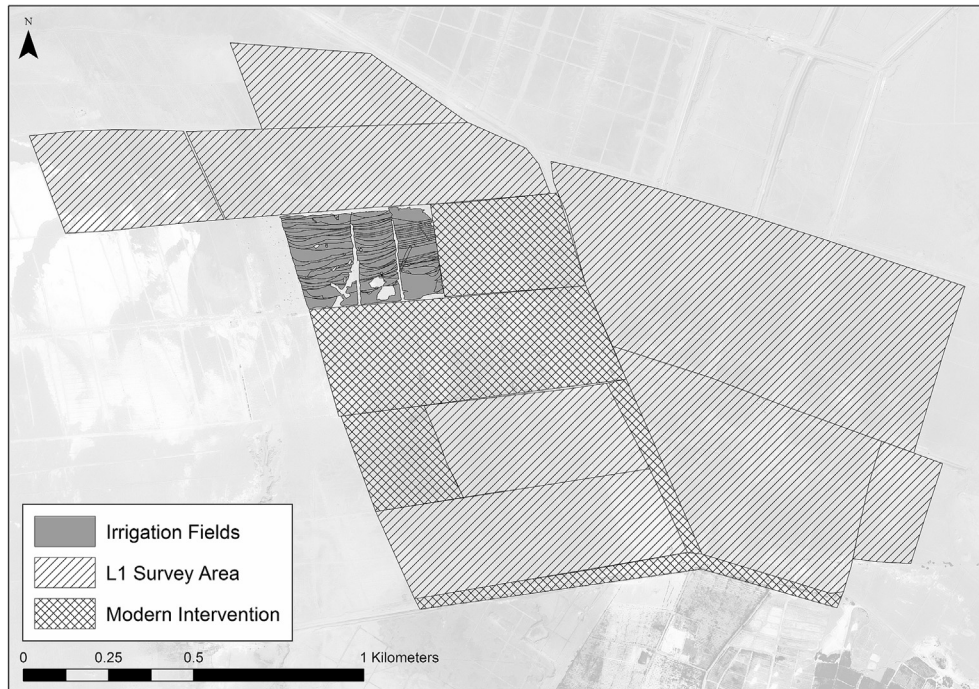 N
Irrigation Fields
L1 Survey Area
Modern Intervention
0 0.25 0.5 1 Kilometers